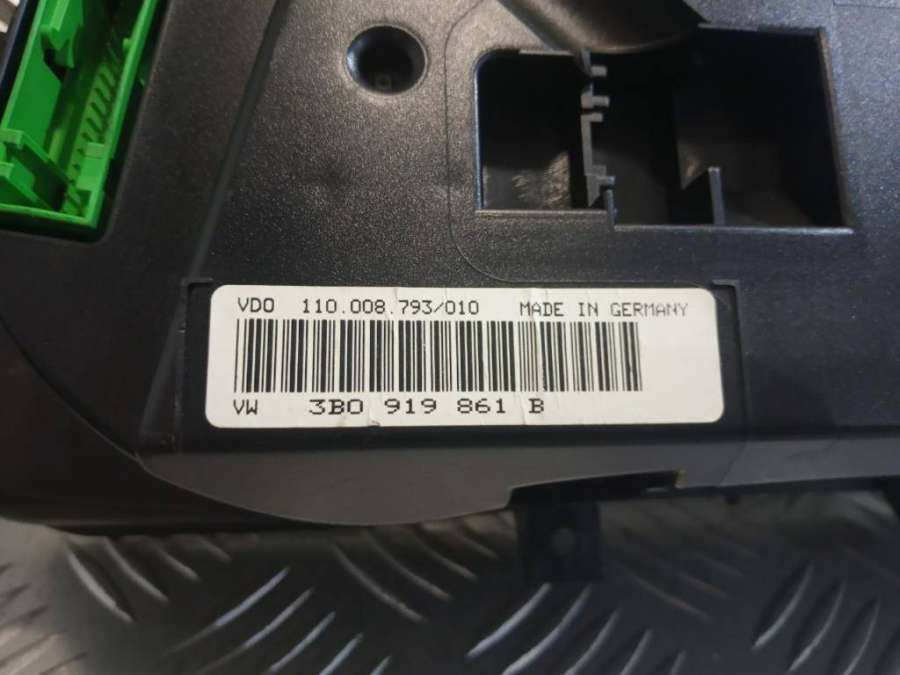 VDO 110.008.793/010 MADE IN GERMANY
VW 3B0 919 861 B